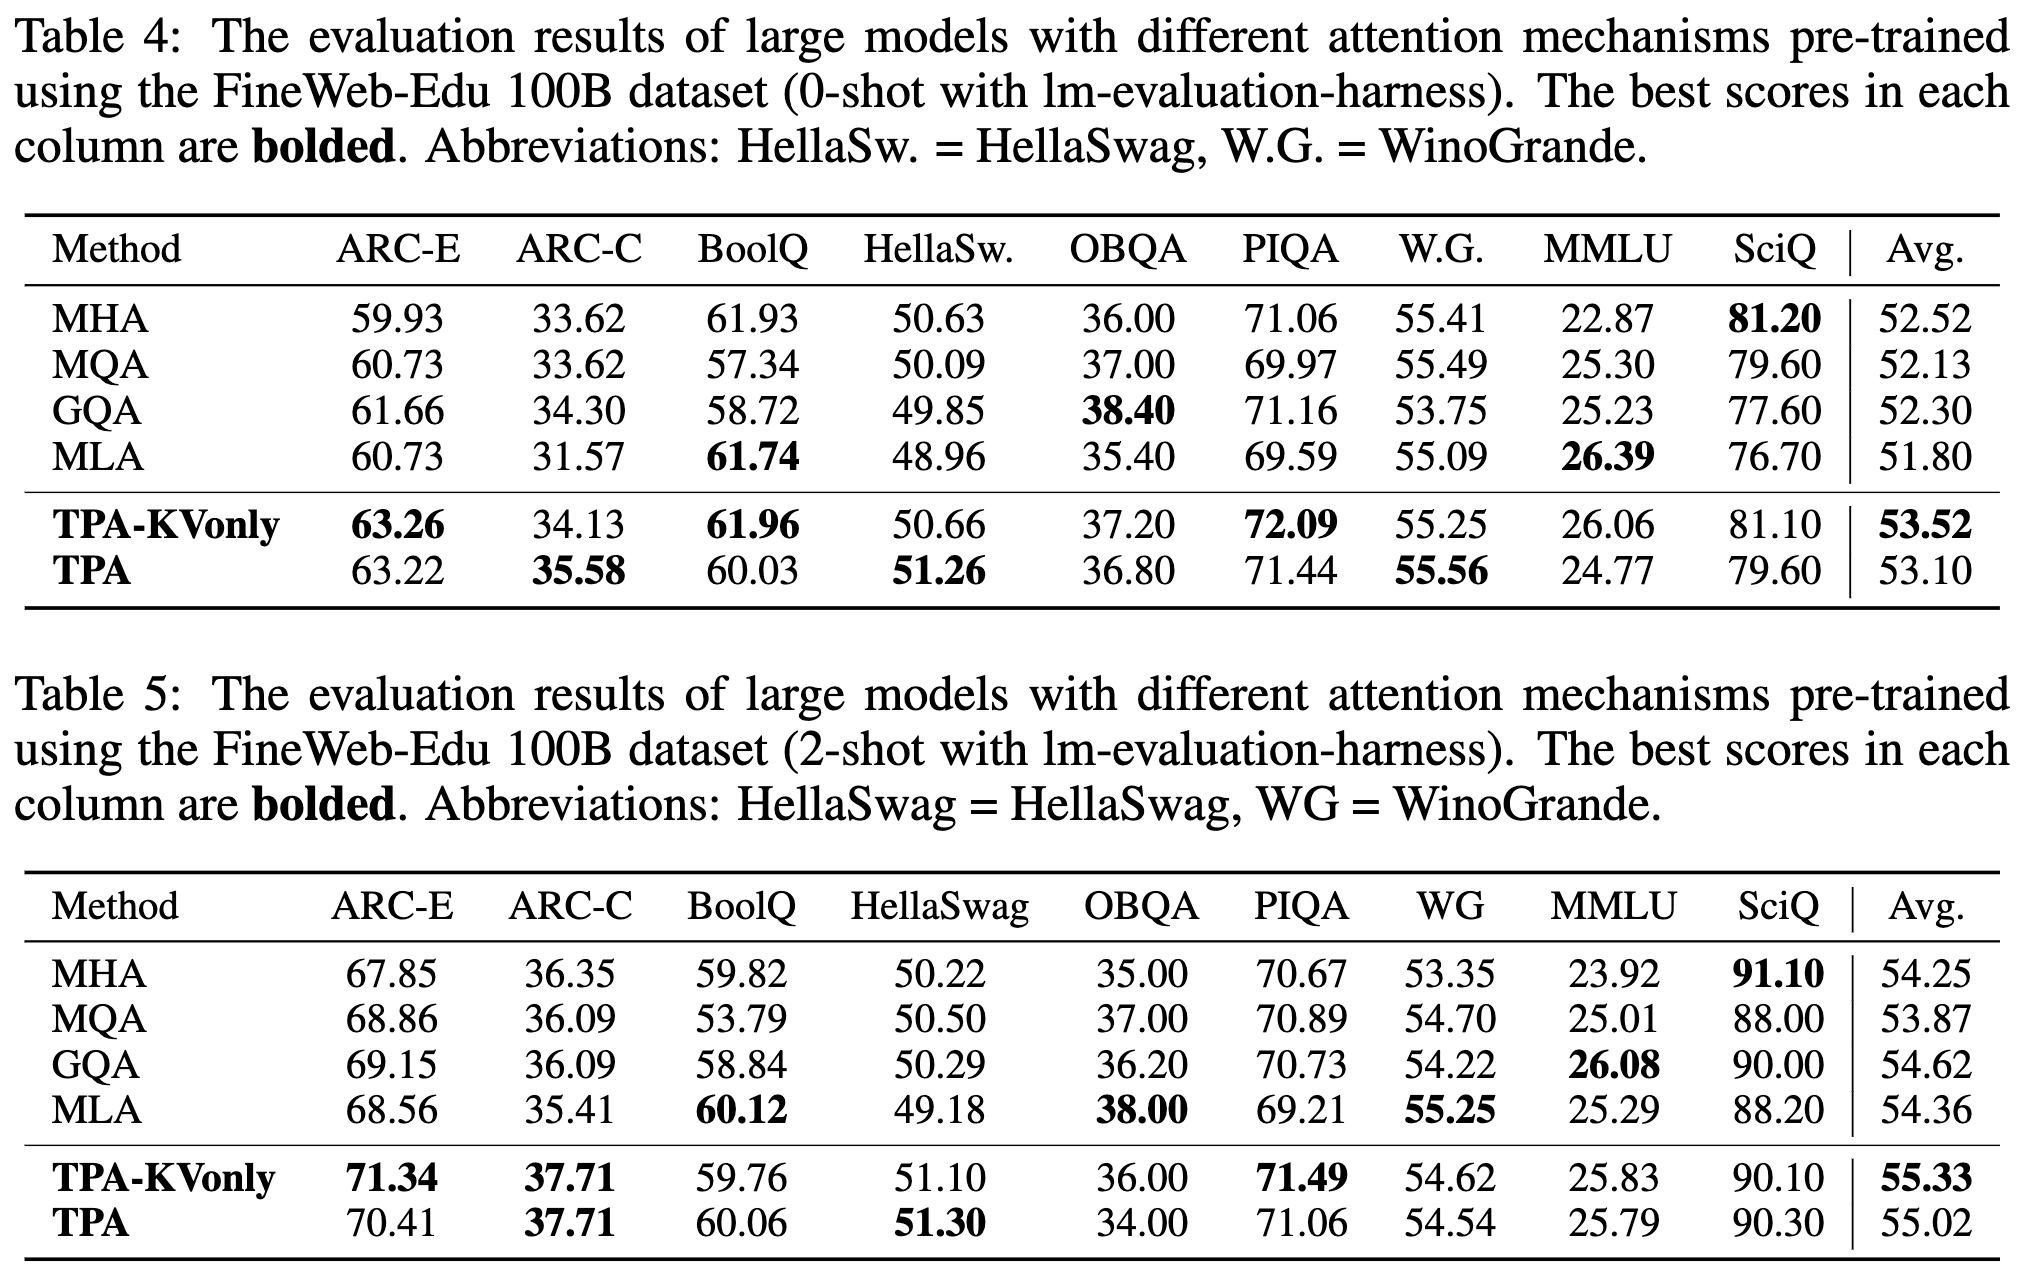 Table 4: The evaluation results of large models with different attention mechanisms pre-trained
using the FineWeb-Edu 100B dataset (0-shot with lm-evaluation-harness). The best scores in each
column are bolded. Abbreviations: HellaSw. = HellaSwag, W.G. = WinoGrande.
Method ARC-E ARC-C BoolQ HellaSw. OBQA PIQA W.G. MMLU SciQ Avg.
MHA 59.93 33.62 61.93 50.63 36.00 71.06 55.41 22.87 81.20 52.52
MQA 60.73 33.62 57.34 50.09 37.00 69.97 55.49 25.30 79.60 52.13
GQA 61.66 34.30 58.72 49.85 38.40 71.16 53.75 25.23 77.60 52.30
MLA 60.73 31.57 61.74 48.96 35.40 69.59 55.09 26.39 76.70 51.80
TPA-KVonly 63.26 34.13 61.96 50.66 37.20 72.09 55.25 26.06 81.10 53.52
TPA 63.22 35.58 60.03 51.26 36.80 71.44 55.56 24.77 79.60 53.10
Table 5: The evaluation results of large models with different attention mechanisms pre-trained
using the FineWeb-Edu 100B dataset (2-shot with lm-evaluation-harness). The best scores in each
column are bolded. Abbreviations: HellaSwag = HellaSwag, WG = WinoGrande.
Method ARC-E ARC-C BoolQ HellaSwag OBQA PIQA WG MMLU SciQ Avg.
MHA 67.85 36.35 59.82 50.22 35.00 70.67 53.35 23.92 91.10 54.25
MQA 68.86 36.09 53.79 50.50 37.00 70.89 54.70 25.01 88.00 53.87
GQA 69.15 36.09 58.84 50.29 36.20 70.73 54.22 26.08 90.00 54.62
MLA 68.56 35.41 60.12 49.18 38.00 69.21 55.25 25.29 88.20 54.36
TPA-KVonly 71.34 37.71 59.76 51.10 36.00 71.49 54.62 25.83 90.10 55.33
TPA 70.41 37.71 60.06 51.30 34.00 71.06 54.54 25.79 90.30 55.02